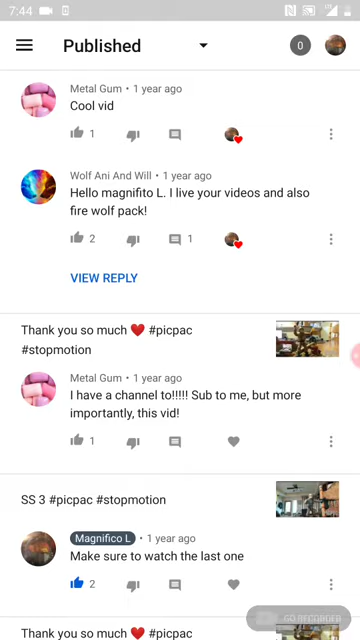 7:44
Published
0
Metal Gum • 1 year ago
Cool vid
1
Wolf Ani And Will • 1 year ago
Hello magnifito L. I live your videos and also
fire wolf pack!
2
1
VIEW REPLY
Thank you so much ❤️ #picpac
#stopmotion
Metal Gum • 1 year ago
I have a channel to!!!!! Sub to me, but more
importantly, this vid!
1
SS 3 #picpac #stopmotion
Magnifico L • 1 year ago
Make sure to watch the last one
2
GO RECORDER
Thank you so much ❤️ #picpac